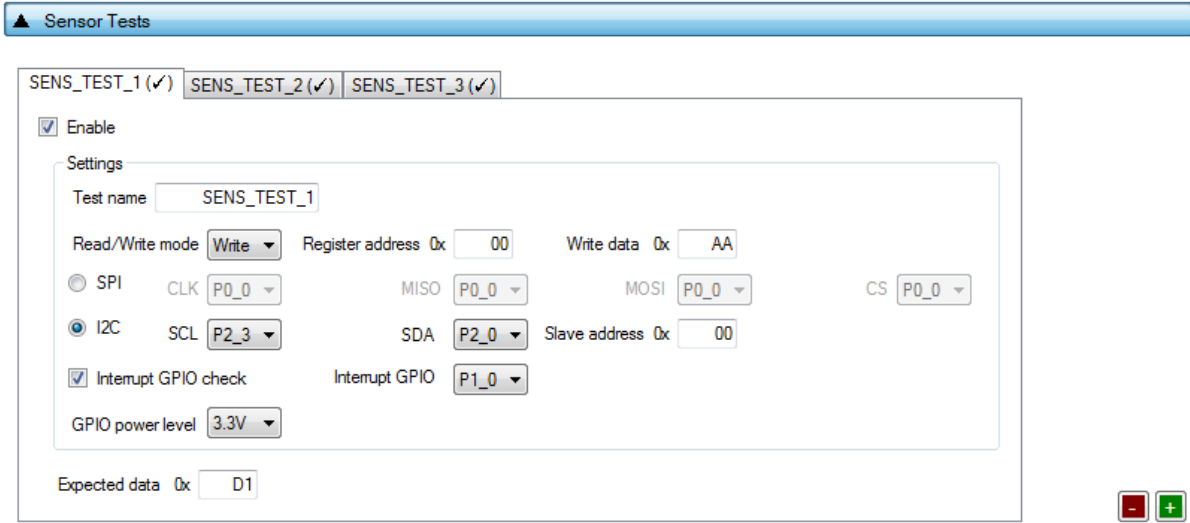 ▲ Sensor Tests
SENS_TEST_1 (✓) SENS_TEST_2 (✓) SENS_TEST_3 (✓)
Enable
Settings
Test name SENS_TEST_1
Read/Write mode Write Register address 0x 00 Write data 0x AA
SPI CLK P0_0 MISO P0_0 MOSI P0_0 CS P0_0
I2C SCL P2_3 SDA P2_0 Slave address 0x 00
Interrupt GPIO check Interrupt GPIO P1_0
GPIO power level 3.3V
Expected data 0x D1
- +